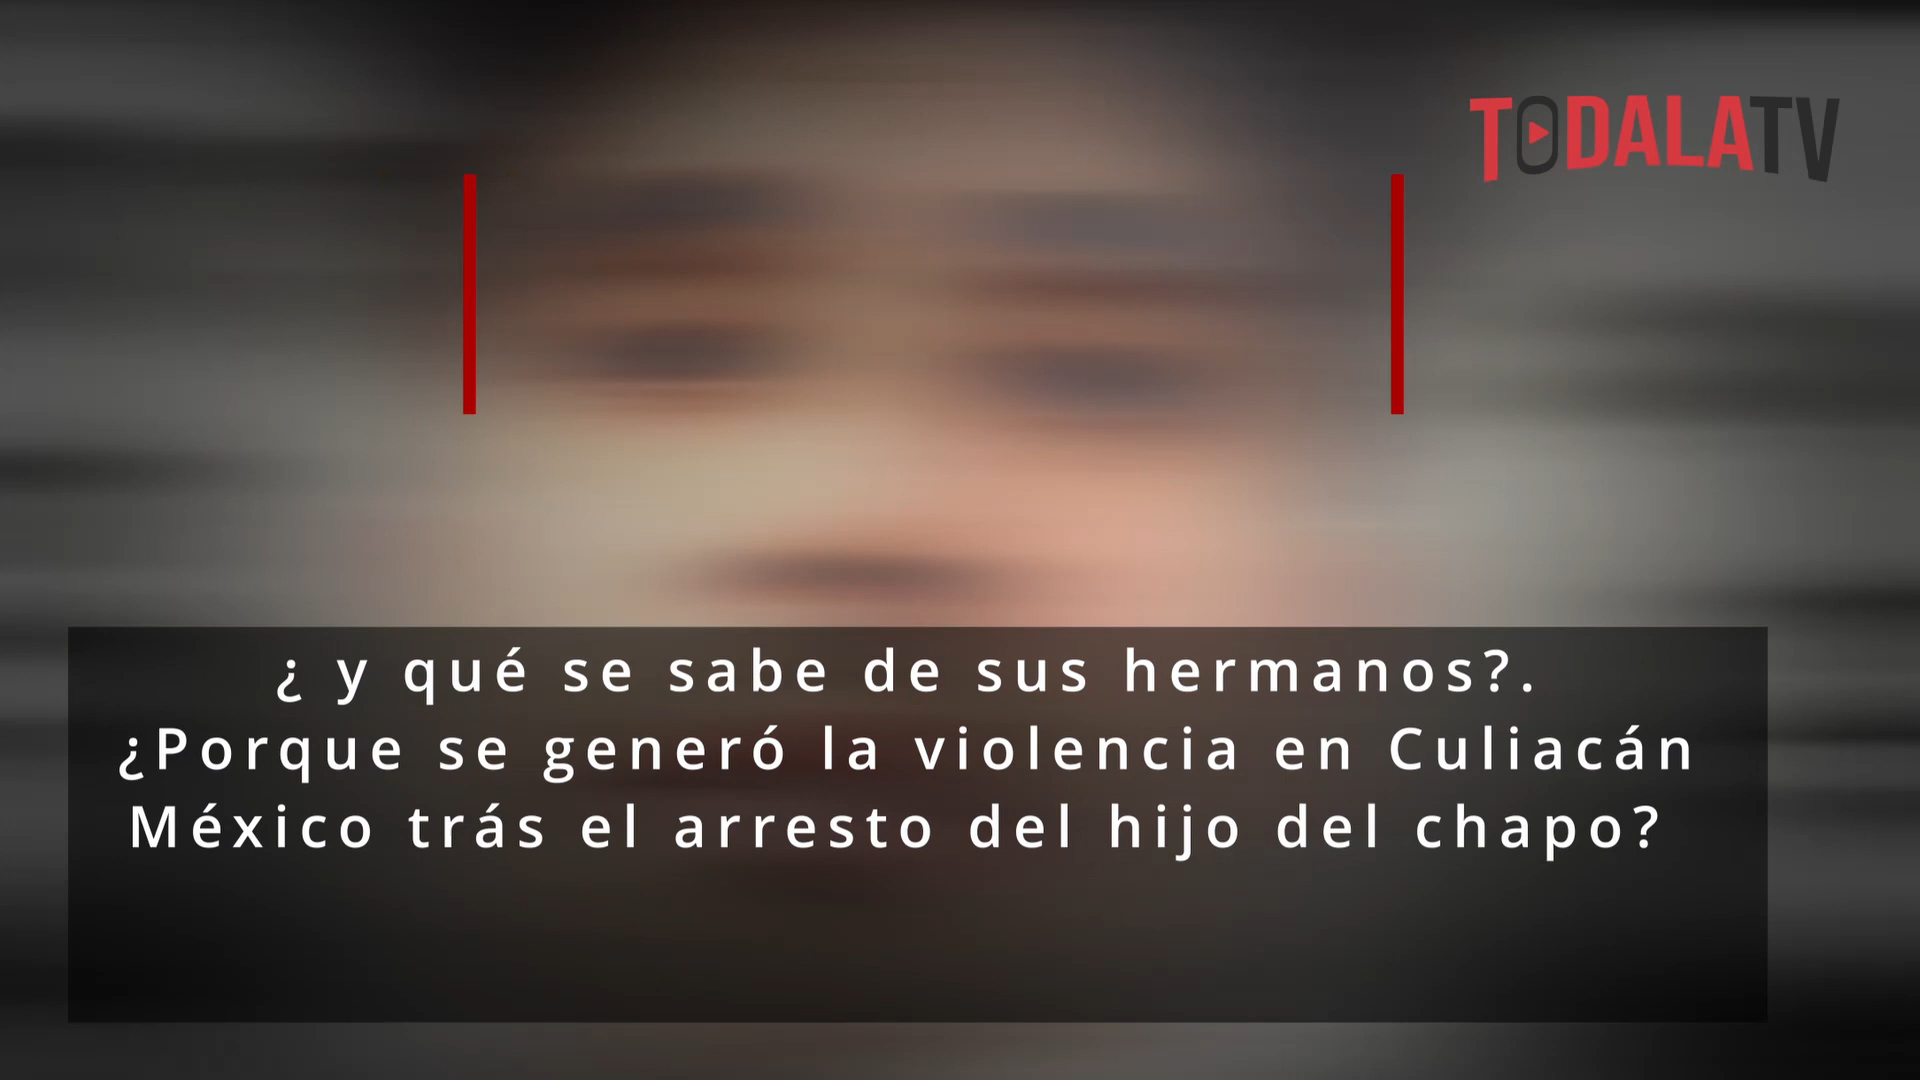 TODALATV
¿ y qué se sabe de sus hermanos?.
¿Porque se generó la violencia en Culiacán
México trás el arresto del hijo del chapo?